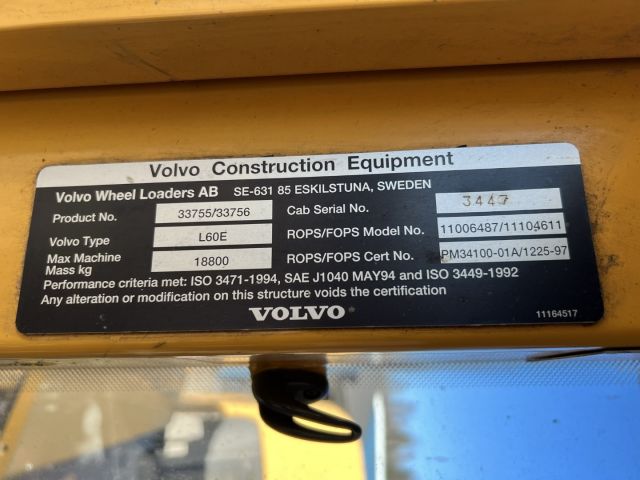 Volvo Construction Equipment
Volvo Wheel Loaders AB SE-631 85 ESKILSTUNA, SWEDEN
Product No. 33755/33756 Cab Serial No. 3447
Volvo Type L60E ROPS/FOPS Model No. 11006487/11104611
Max Machine Mass kg 18800 ROPS/FOPS Cert No. PM34100-01A/1225-97
Performance criteria met: ISO 3471-1994, SAE J1040 MAY94 and ISO 3449-1992
Any alteration or modification on this structure voids the certification
VOLVO
11164517